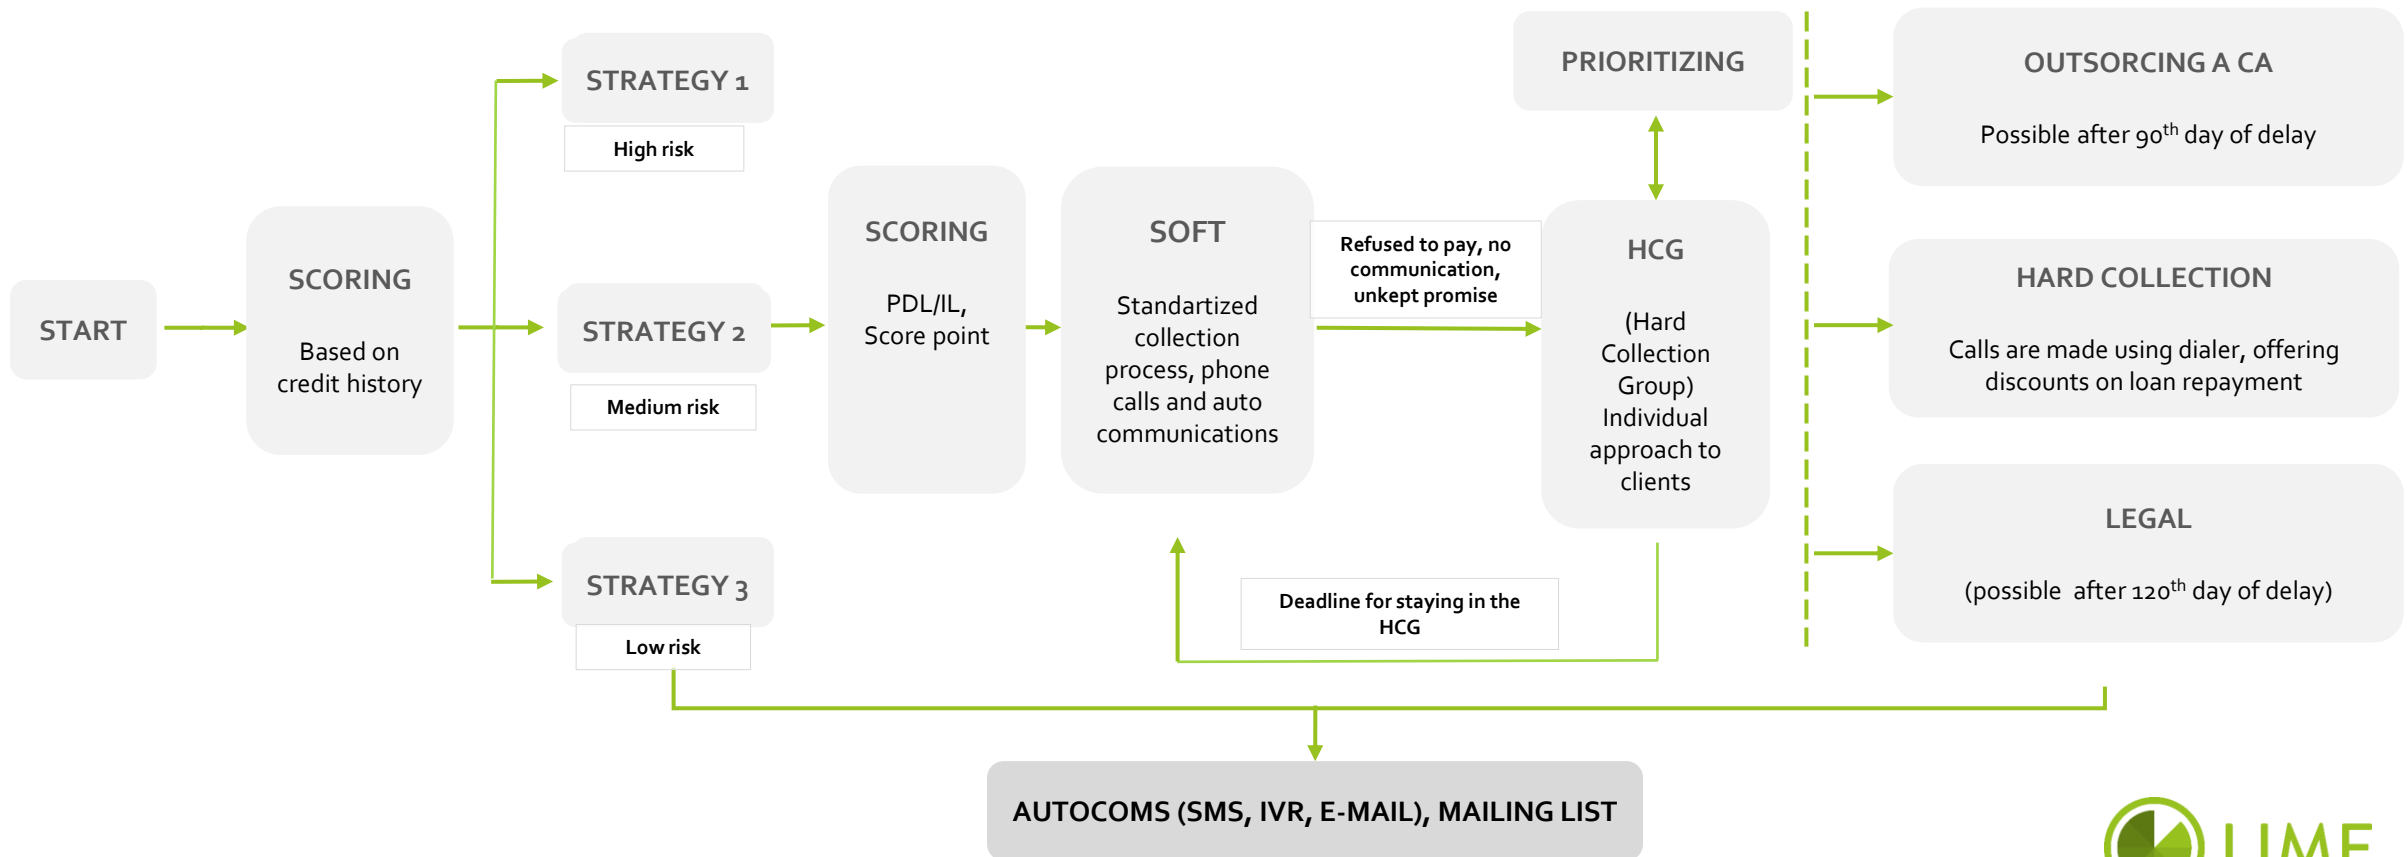 START
SCORING
Based on
credit history
STRATEGY 1
High risk
STRATEGY 2
Medium risk
STRATEGY 3
Low risk
SCORING
PDL/IL,
Score point
SOFT
Standartized
collection
process, phone
calls and auto
communications
Refused to pay, no
communication,
unkept promise
PRIORITIZING
HCG
(Hard
Collection
Group)
Individual
approach to
clients
Deadline for staying in the
HCG
OUTSORCING A CA
Possible after 90th day of delay
HARD COLLECTION
Calls are made using dialer, offering
discounts on loan repayment
LEGAL
(possible after 120th day of delay)
AUTOCOMS (SMS, IVR, E-MAIL), MAILING LIST
LIME